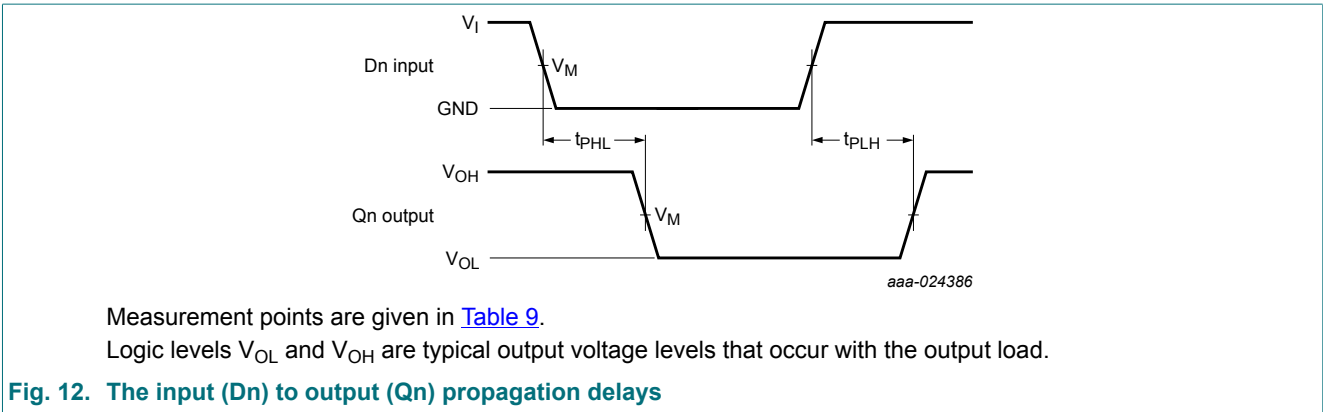 V_I
Dn input
V_M
GND
t_PHL
t_PLH
V_OH
Qn output
V_M
V_OL
aaa-024386
Measurement points are given in Table 9.
Logic levels V_OL and V_OH are typical output voltage levels that occur with the output load.
Fig. 12. The input (Dn) to output (Qn) propagation delays